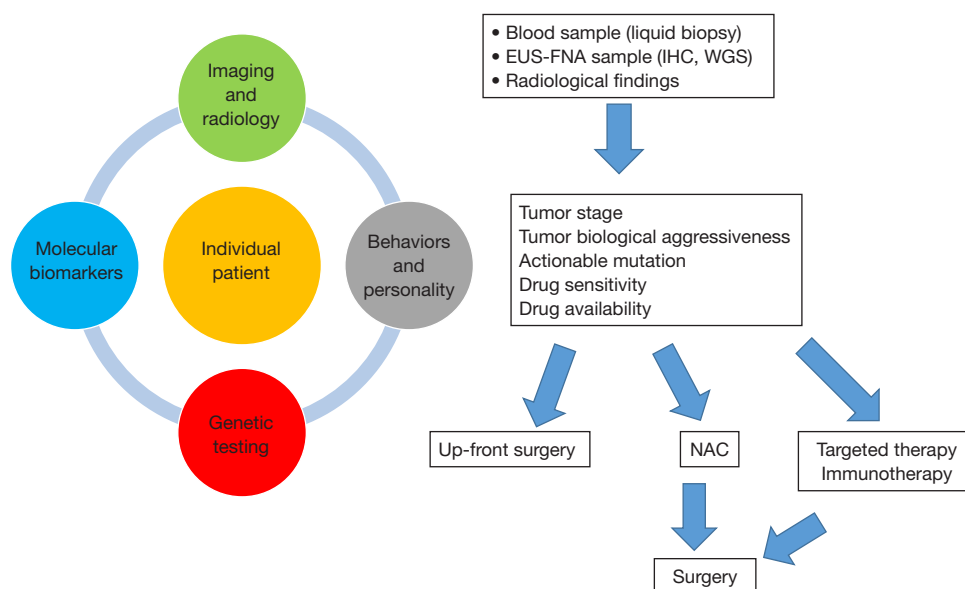 Imaging
and
radiology
Molecular
biomarkers
Individual
patient
Behaviors
and
personality
Genetic
testing
• Blood sample (liquid biopsy)
• EUS-FNA sample (IHC, WGS)
• Radiological findings
Tumor stage
Tumor biological aggressiveness
Actionable mutation
Drug sensitivity
Drug availability
Up-front surgery
NAC
Targeted therapy
Immunotherapy
Surgery